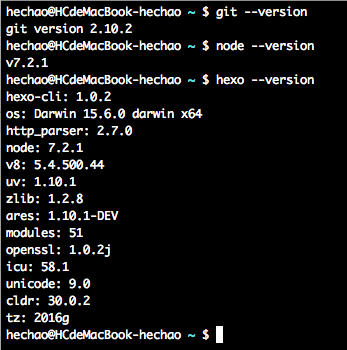 hechao@HCdeMacBook-hechao ~ $ git --version
git version 2.10.2
hechao@HCdeMacBook-hechao ~ $ node --version
v7.2.1
hechao@HCdeMacBook-hechao ~ $ hexo --version
hexo-cli: 1.0.2
os: Darwin 15.6.0 darwin x64
http_parser: 2.7.0
node: 7.2.1
v8: 5.4.500.44
uv: 1.10.1
zlib: 1.2.8
ares: 1.10.1-DEV
modules: 51
openssl: 1.0.2j
icu: 58.1
unicode: 9.0
cldr: 30.0.2
tz: 2016g
hechao@HCdeMacBook-hechao ~ $